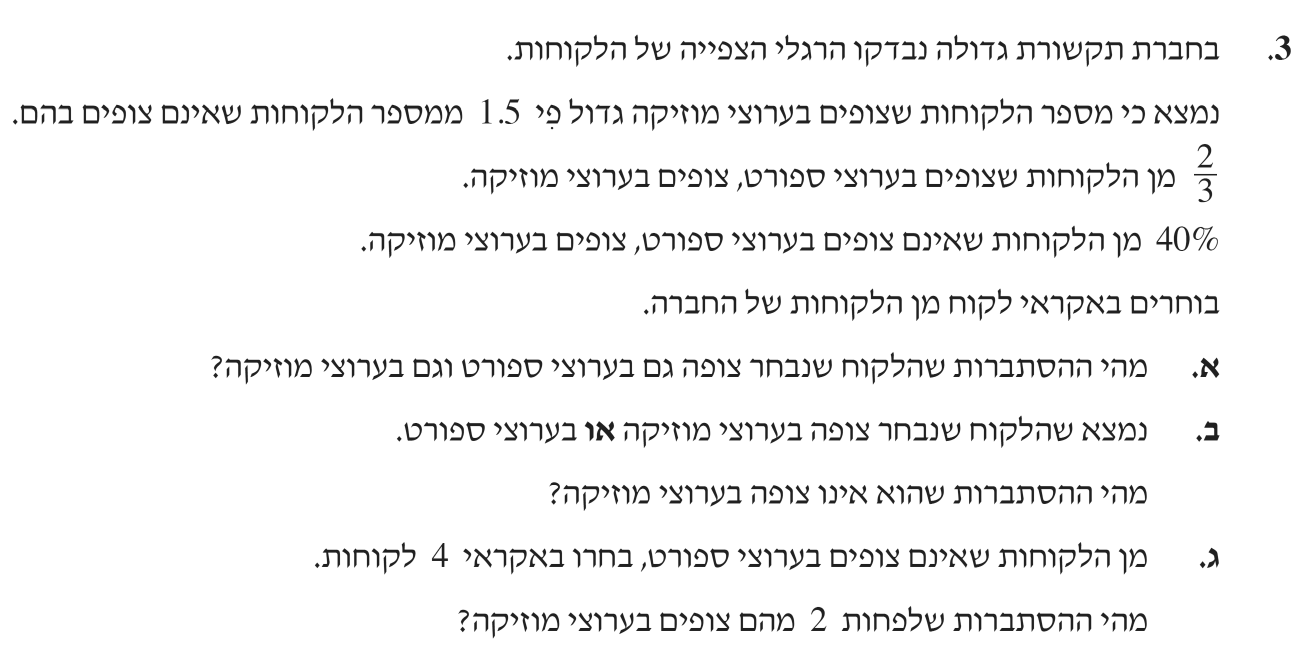 3. בחברת תקשורת גדולה נבדקו הרגלי הצפייה של הלקוחות.
נמצא כי מספר הלקוחות שצופים בערוצי מוזיקה גדול פִי 1.5 ממספר הלקוחות שאינם צופים בהם.
2/3 מן הלקוחות שצופים בערוצי ספורט, צופים בערוצי מוזיקה.
40% מן הלקוחות שאינם צופים בערוצי ספורט, צופים בערוצי מוזיקה.
בוחרים באקראי לקוח מן הלקוחות של החברה.
א. מהי ההסתברות שהלקוח שנבחר צופה גם בערוצי ספורט וגם בערוצי מוזיקה?
ב. נמצא שהלקוח שנבחר צופה בערוצי מוזיקה או בערוצי ספורט.
מהי ההסתברות שהוא אינו צופה בערוצי מוזיקה?
ג. מן הלקוחות שאינם צופים בערוצי ספורט, בחרו באקראי 4 לקוחות.
מהי ההסתברות שלפחות 2 מהם צופים בערוצי מוזיקה?